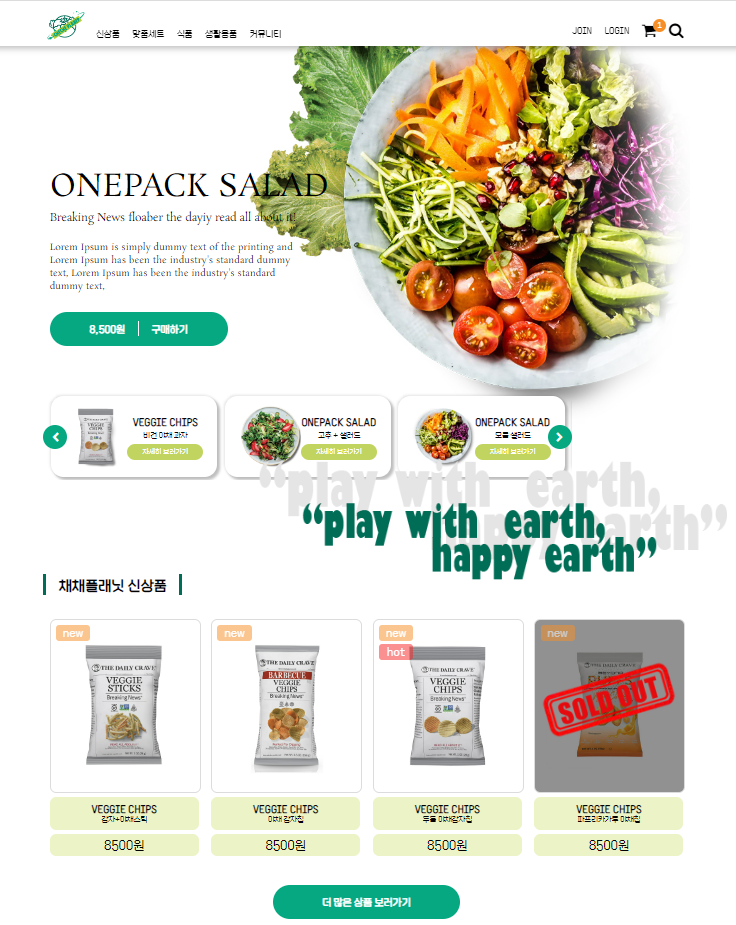 신상품 맞춤세트 식품 생활용품 커뮤니티
JOIN LOGIN 1
ONEPACK SALAD
Breaking News floaber the dayiy read all about it!
Lorem Ipsum is simply dummy text of the printing and
Lorem Ipsum has been the industry's standard dummy
text, Lorem Ipsum has been the industry's standard
dummy text,
8,500원 구매하기
VEGGIE CHIPS
비건 야채 과자
자세히 보러가기
ONEPACK SALAD
고추 + 샐러드
자세히 보러가기
ONEPACK SALAD
모듬 샐러드
자세히 보러가기
“play with earth,
happy earth”
“play with earth,
happy earth”
채채플래닛 신상품
new
THE DAILY CRAVE
VEGGIE
STICKS
Breaking News
new
THE DAILY CRAVE
BARBECUE
VEGGIE
CHIPS
Breaking News
new
hot
THE DAILY CRAVE
VEGGIE
CHIPS
Breaking News
new
THE DAILY CRAVE
SOLD OUT
VEGGIE CHIPS
감자+야채스틱
8500원
VEGGIE CHIPS
야채 감자칩
8500원
VEGGIE CHIPS
두들 야채감자칩
8500원
VEGGIE CHIPS
파프리카가루 야채칩
8500원
더 많은 상품 보러가기